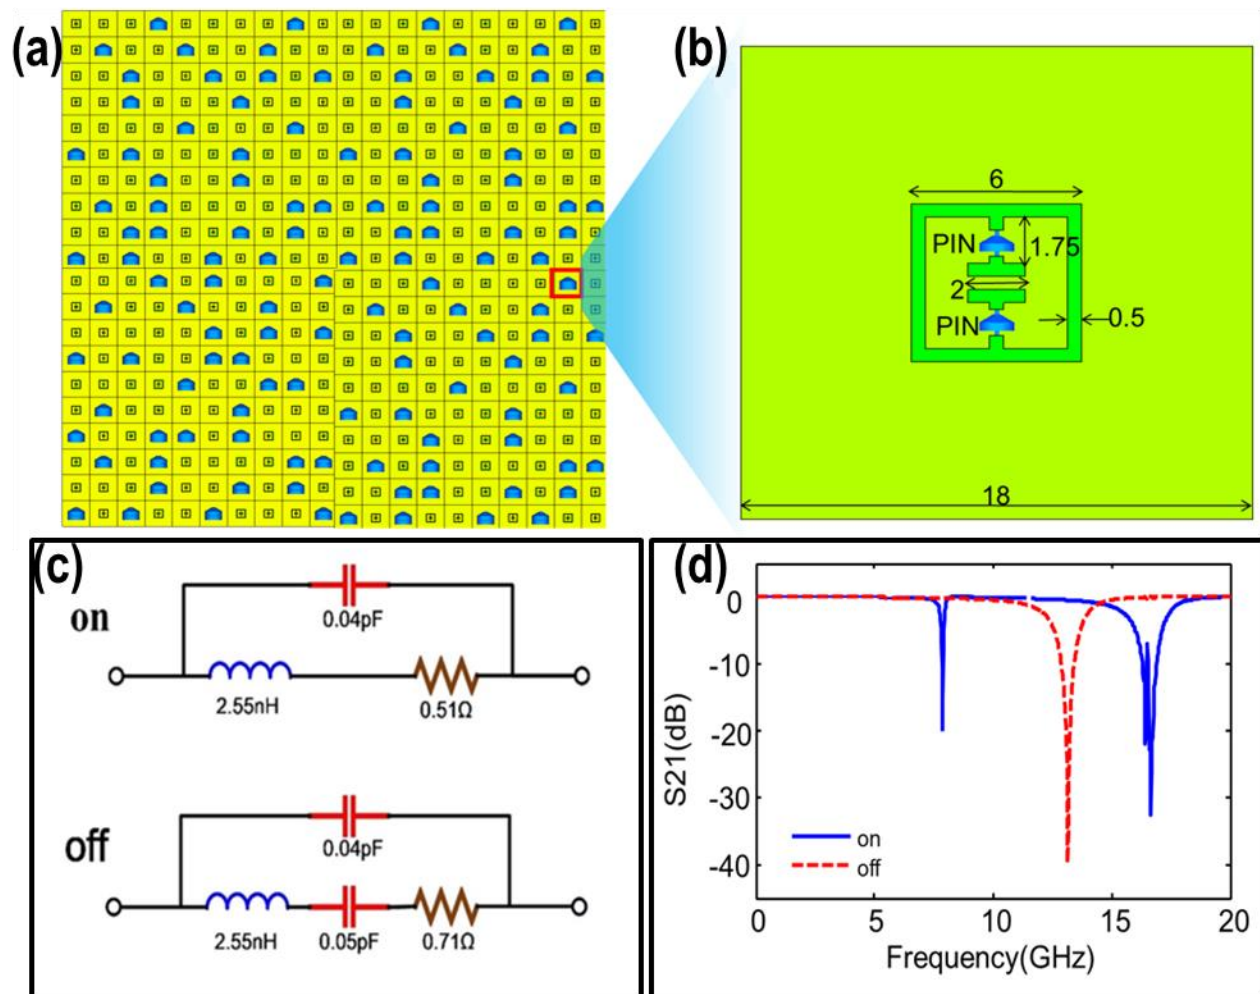 (a)
(b)
6
PIN
1.75
2
PIN
0.5
18
(c)
on
0.04pF
2.55nH
0.51Ω
off
0.04pF
2.55nH
0.05pF
0.71Ω
(d)
0
-10
-20
-30
-40
S21(dB)
on
off
0
5
10
15
20
Frequency(GHz)